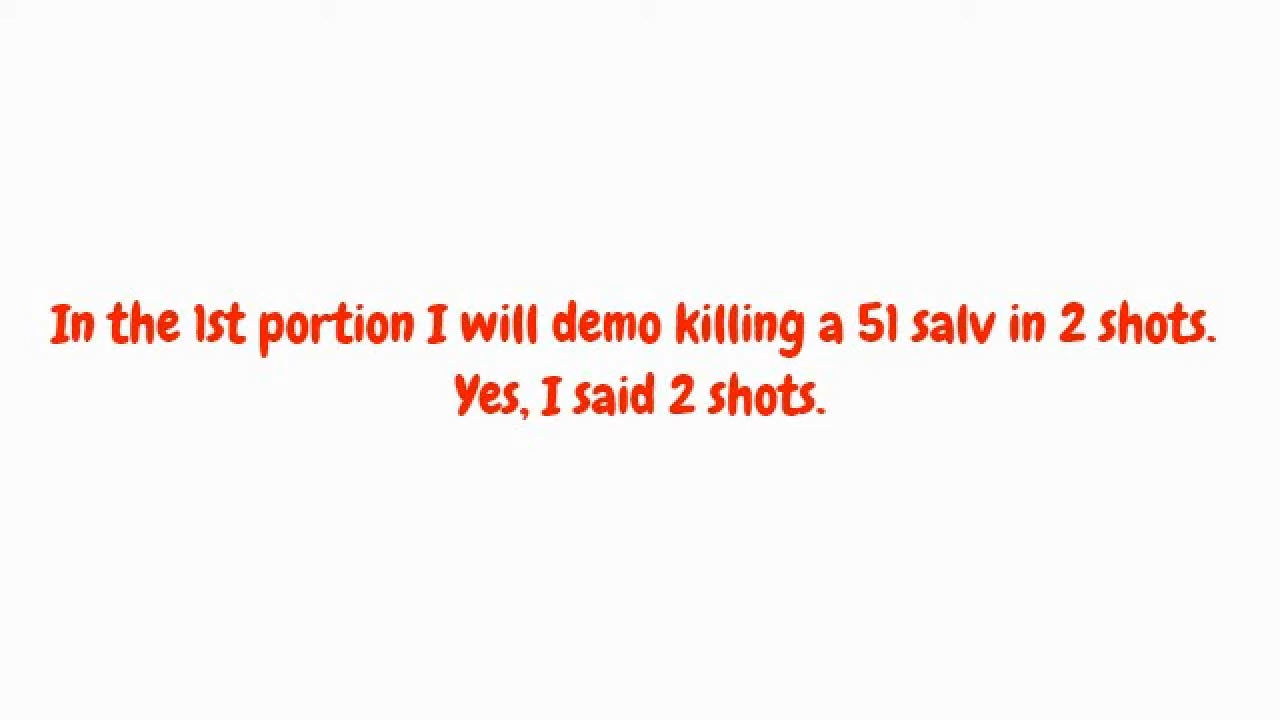 In the 1st portion I will demo killing a 51 salv in 2 shots.
Yes, I said 2 shots.